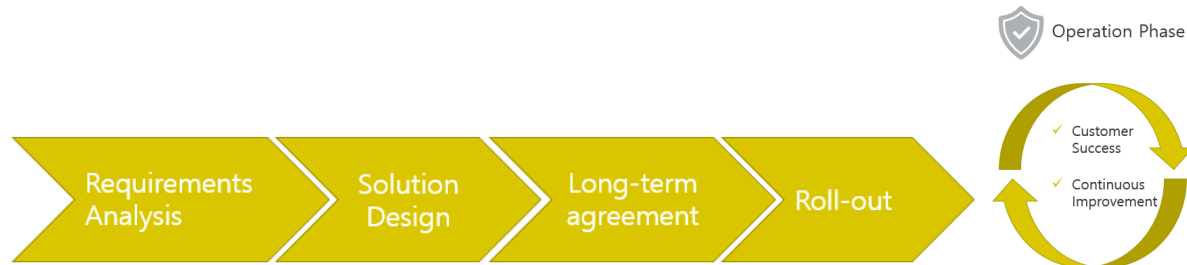 Operation Phase
Requirements
Analysis
Solution
Design
Long-term
agreement
Roll-out
Customer
Success
Continuous
Improvement